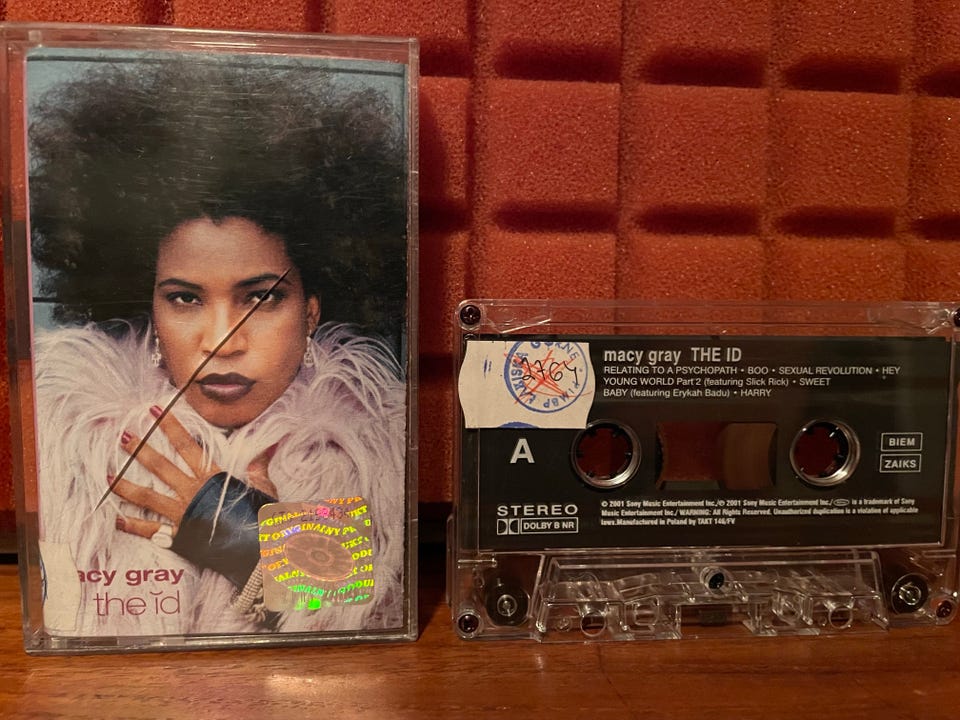 acy gray
the id
ORYGINALNY
2764
macy gray THE ID
RELATING TO A PSYCHOPATH • BOO • SEXUAL REVOLUTION • HEY
YOUNG WORLD Part 2 (featuring Slick Rick) • SWEET
BABY (featuring Erykah Badu) • HARRY
A
BIEM
ZAIKS
STEREO
DOLBY B NR
© 2001 Sony Music Entertainment Inc./℗ 2001 Sony Music Entertainment Inc./ is a trademark of Sony
Music Entertainment Inc./ WARNING: All Rights Reserved. Unauthorized duplication is a violation of applicable
laws.Manufactured in Poland by TAKT 146/FV